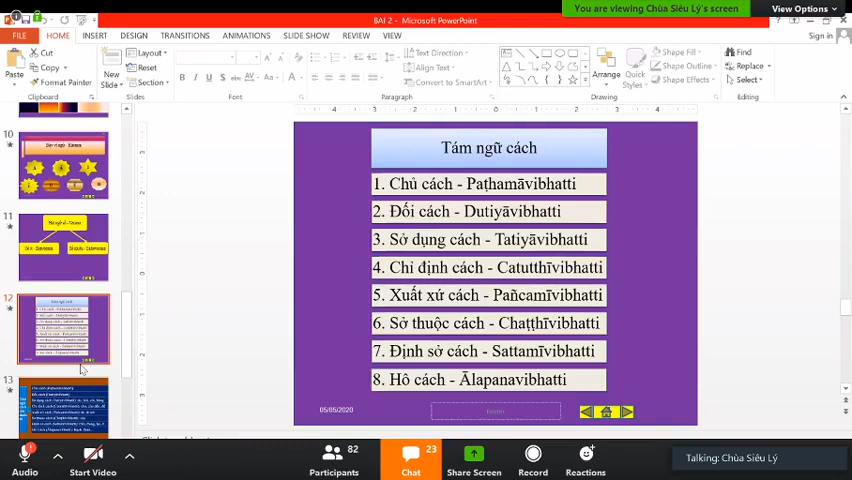 You are viewing Chùa Siêu Lý's screen
View Options
BAI 2 - Microsoft PowerPoint
Sign in
FILE
HOME
INSERT
DESIGN
TRANSITIONS
ANIMATIONS
SLIDE SHOW
REVIEW
VIEW
Paste
Cut
Copy
Format Painter
Clipboard
New
Slide
Layout
Reset
Section
Slides
Font
Text Direction
Align Text
Convert to SmartArt
Paragraph
Arrange
Quick
Styles
Shape Fill
Shape Outline
Shape Effects
Drawing
Find
Replace
Select
Editing
10
11
12
13
Tám ngữ cách
1. Chủ cách - Paṭhamāvibhatti
2. Đối cách - Dutiyāvibhatti
3. Sở dụng cách - Tatiyāvibhatti
4. Chỉ định cách - Catutthīvibhatti
5. Xuất xứ cách - Pañcamīvibhatti
6. Sở thuộc cách - Chaṭṭhīvibhatti
7. Định sở cách - Sattamīvibhatti
8. Hô cách - Ālapanavibhatti
05/05/2020
Footer
Audio
Start Video
Participants
82
Chat
23
Share Screen
Record
Reactions
Talking: Chùa Siêu Lý